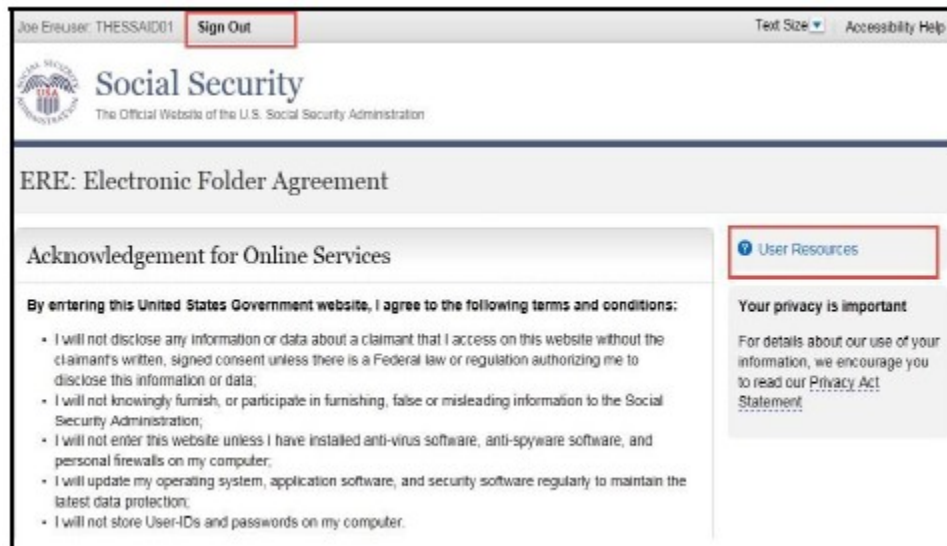 Joe Ereuser: THESSAID01 Sign Out Text Size Accessibility Help
SOCIAL SECURITY ADMINISTRATION
USA
Social Security
The Official Website of the U.S. Social Security Administration
ERE: Electronic Folder Agreement
Acknowledgement for Online Services
By entering this United States Government website, I agree to the following terms and conditions:
• I will not disclose any information or data about a claimant that I access on this website without the
claimant's written, signed consent unless there is a Federal law or regulation authorizing me to
disclose this information or data;
• I will not knowingly furnish, or participate in furnishing, false or misleading information to the Social
Security Administration;
• I will not enter this website unless I have installed anti-virus software, anti-spyware software, and
personal firewalls on my computer;
• I will update my operating system, application software, and security software regularly to maintain the
latest data protection;
• I will not store User-IDs and passwords on my computer.
? User Resources
Your privacy is important
For details about our use of your
information, we encourage you
to read our Privacy Act
Statement